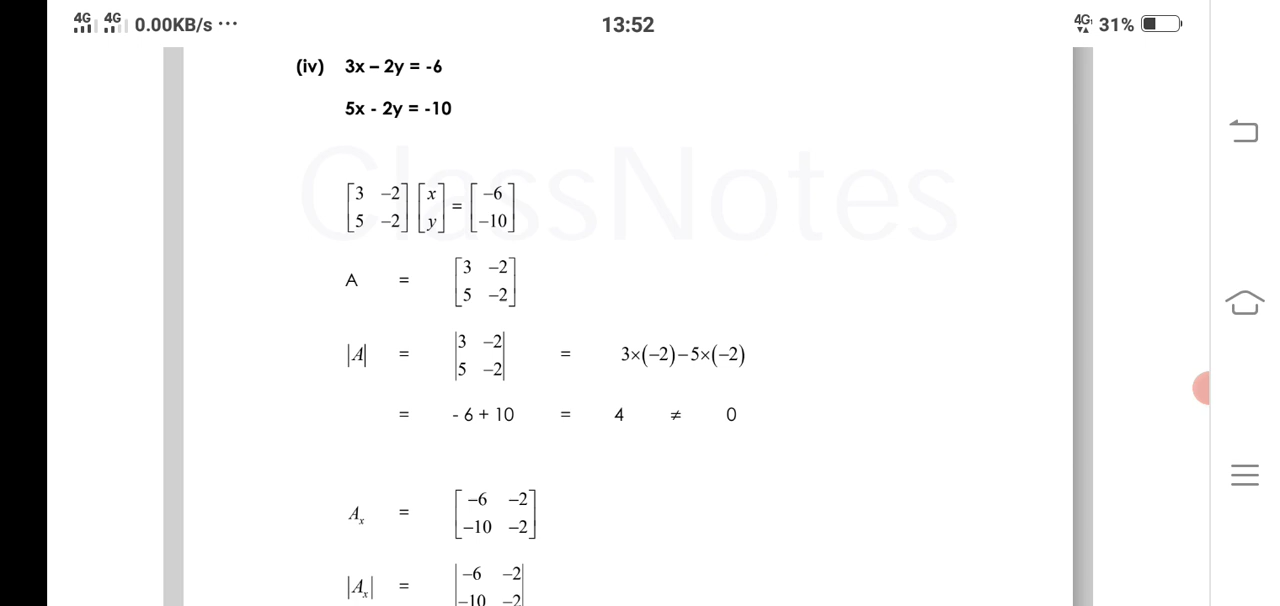 4G 4G 0.00KB/s ... 13:52 4G 31%
ClassNotes
(iv) 3x – 2y = -6
5x - 2y = -10
[3 –2] [x] = [–6]
[5 –2] [y] [–10]
A = [3 –2]
[5 –2]
|A| = |3 –2| = 3×(–2)–5×(–2)
|5 –2|
= - 6 + 10 = 4 ≠ 0
Aₓ = [–6 –2]
[–10 –2]
|Aₓ| = |–6 –2|
|–10 –2|